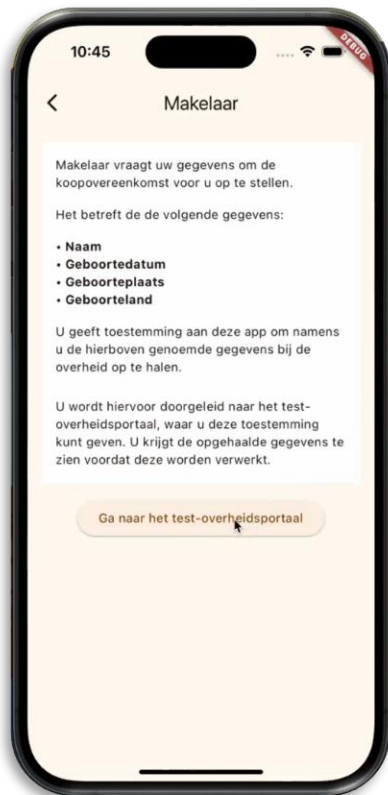 10:45
DEBUG
Makelaar
Makelaar vraagt uw gegevens om de
koopovereenkomst voor u op te stellen.
Het betreft de de volgende gegevens:
• Naam
• Geboortedatum
• Geboorteplaats
• Geboorteland
U geeft toestemming aan deze app om namens
u de hierboven genoemde gegevens bij de
overheid op te halen.
U wordt hiervoor doorgeleid naar het test-
overheidsportaal, waar u deze toestemming
kunt geven. U krijgt de opgehaalde gegevens te
zien voordat deze worden verwerkt.
Ga naar het test-overheidsportaal